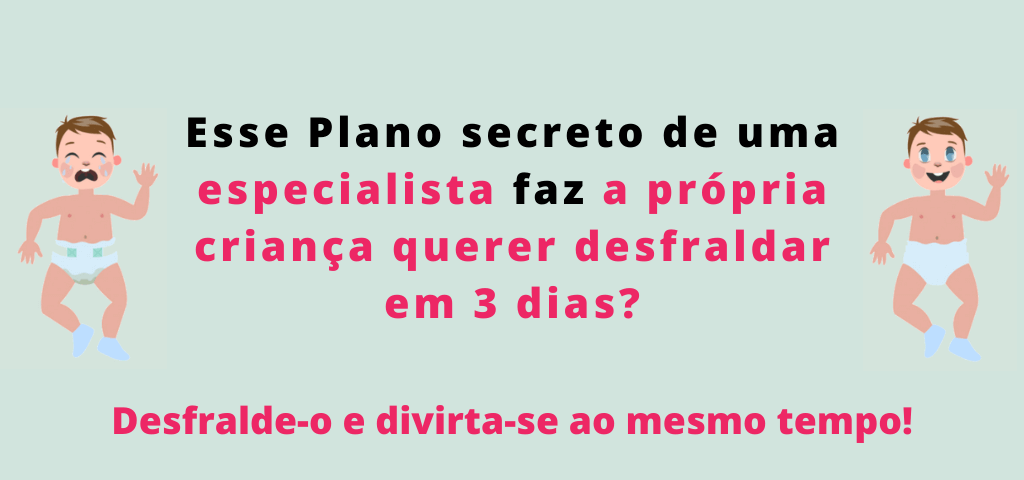 Esse Plano secreto de uma
especialista faz a própria
criança querer desfraldar
em 3 dias?
Desfralde-o e divirta-se ao mesmo tempo!